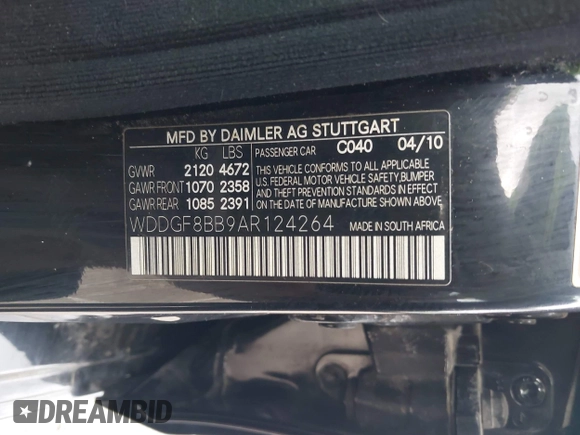 MFD BY DAIMLER AG STUTTGART
KG LBS PASSENGER CAR C040 04/10
GVWR 2120 4672 THIS VEHICLE CONFORMS TO ALL APPLICABLE
U.S. FEDERAL MOTOR VEHICLE SAFETY,BUMPER
GAWR FRONT 1070 2358 AND THEFT PREVENTION STANDARDS IN EFFECT
GAWR REAR 1085 2391 ON THE DATE OF MANUFACTURE SHOWN ABOVE.
WDDGF8BB9AR124264 MADE IN SOUTH AFRICA
DREAMBID